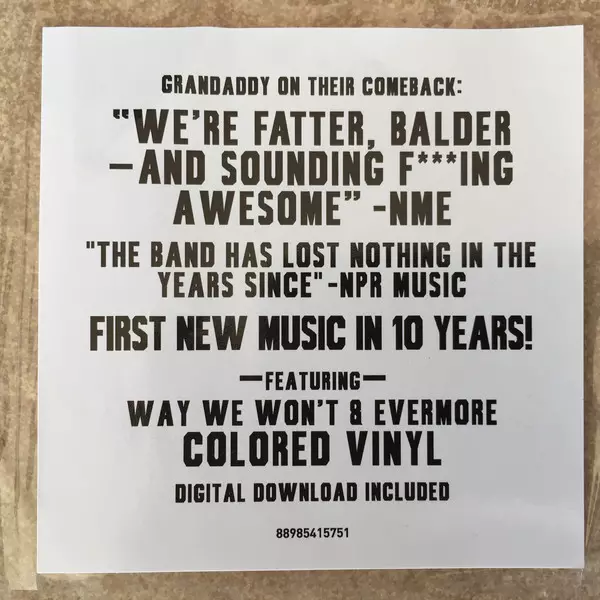 GRANDADDY ON THEIR COMEBACK:
"WE'RE FATTER, BALDER
—AND SOUNDING F***ING
AWESOME" -NME
"THE BAND HAS LOST NOTHING IN THE
YEARS SINCE" -NPR MUSIC
FIRST NEW MUSIC IN 10 YEARS!
—FEATURING—
WAY WE WON'T & EVERMORE
COLORED VINYL
DIGITAL DOWNLOAD INCLUDED
88985415751